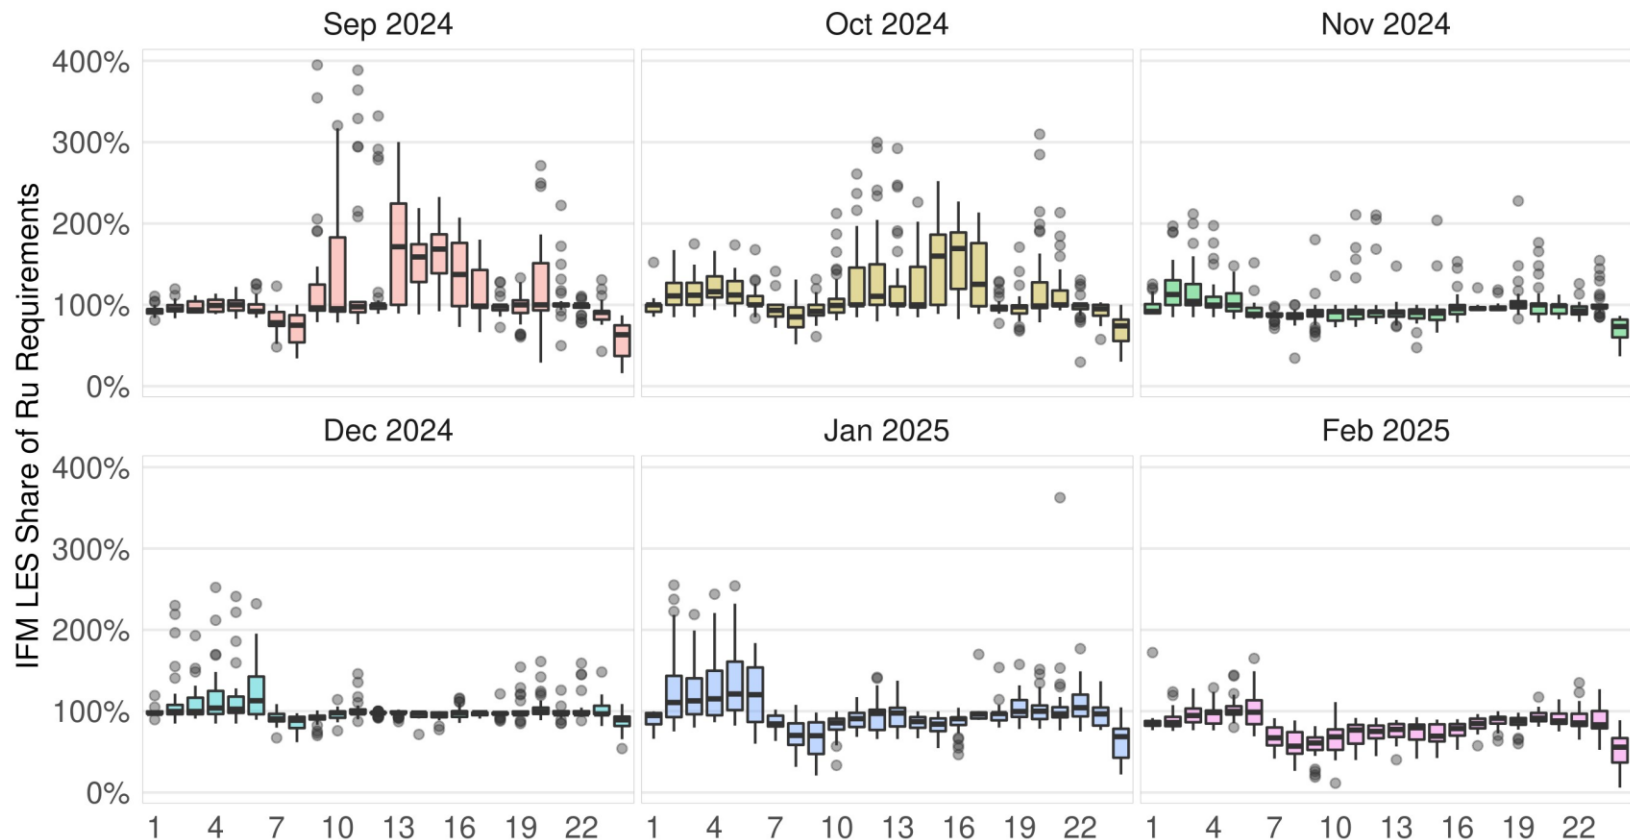 Sep 2024
Oct 2024
Nov 2024
400%
300%
200%
100%
0%
IFM LES Share of Ru Requirements
Dec 2024
Jan 2025
Feb 2025
400%
300%
200%
100%
0%
1 4 7 10 13 16 19 22
1 4 7 10 13 16 19 22
1 4 7 10 13 16 19 22